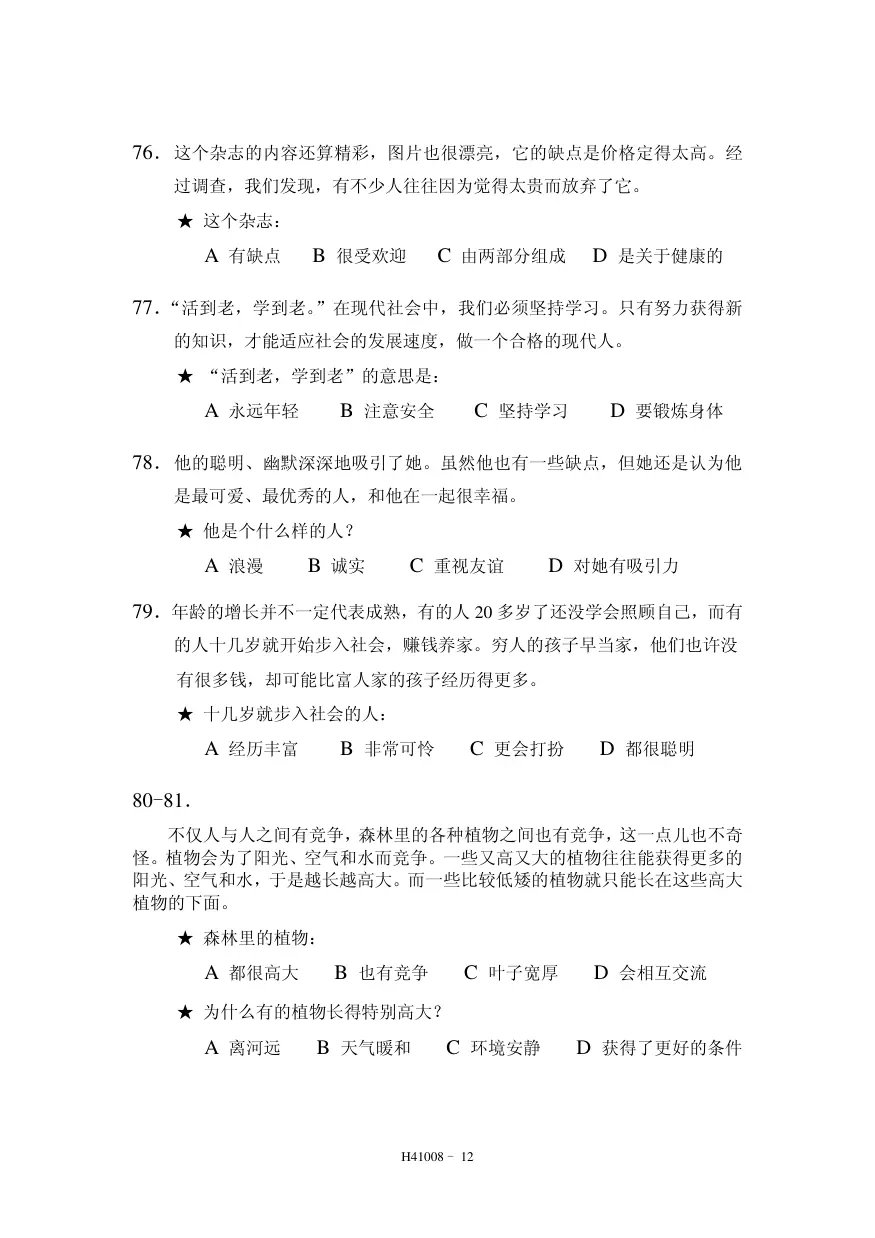 76．这个杂志的内容还算精彩，图片也很漂亮，它的缺点是价格定得太高。经
过调查，我们发现，有不少人往往因为觉得太贵而放弃了它。
★ 这个杂志：
A 有缺点 B 很受欢迎 C 由两部分组成 D 是关于健康的
77．“活到老，学到老。”在现代社会中，我们必须坚持学习。只有努力获得新
的知识，才能适应社会的发展速度，做一个合格的现代人。
★ “活到老，学到老”的意思是：
A 永远年轻 B 注意安全 C 坚持学习 D 要锻炼身体
78．他的聪明、幽默深深地吸引了她。虽然他也有一些缺点，但她还是认为他
是最可爱、最优秀的人，和他在一起很幸福。
★ 他是个什么样的人？
A 浪漫 B 诚实 C 重视友谊 D 对她有吸引力
79．年龄的增长并不一定代表成熟，有的人 20 多岁了还没学会照顾自己，而有
的人十几岁就开始步入社会，赚钱养家。穷人的孩子早当家，他们也许没
有很多钱，却可能比富人家的孩子经历得更多。
★ 十几岁就步入社会的人：
A 经历丰富 B 非常可怜 C 更会打扮 D 都很聪明
80-81．
不仅人与人之间有竞争，森林里的各种植物之间也有竞争，这一点儿也不奇
怪。植物会为了阳光、空气和水而竞争。一些又高又大的植物往往能获得更多的
阳光、空气和水，于是越长越高大。而一些比较低矮的植物就只能长在这些高大
植物的下面。
★ 森林里的植物：
A 都很高大 B 也有竞争 C 叶子宽厚 D 会相互交流
★ 为什么有的植物长得特别高大？
A 离河远 B 天气暖和 C 环境安静 D 获得了更好的条件
H41008－ 12